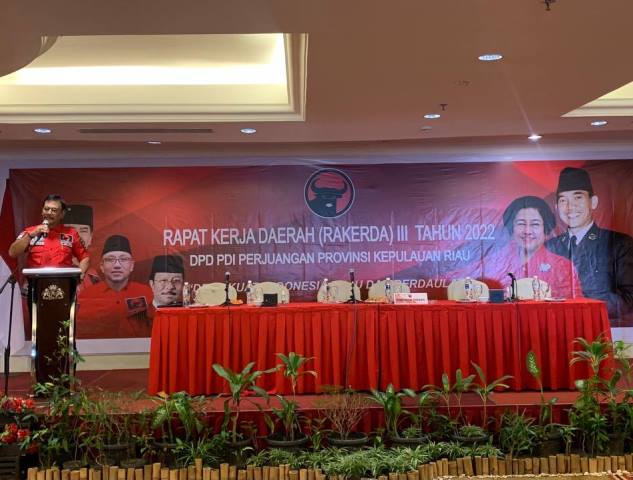 RAPAT KERJA DAERAH (RAKERDA) III TAHUN 2022
DPD PDI PERJUANGAN PROVINSI KEPULAUAN RIAU